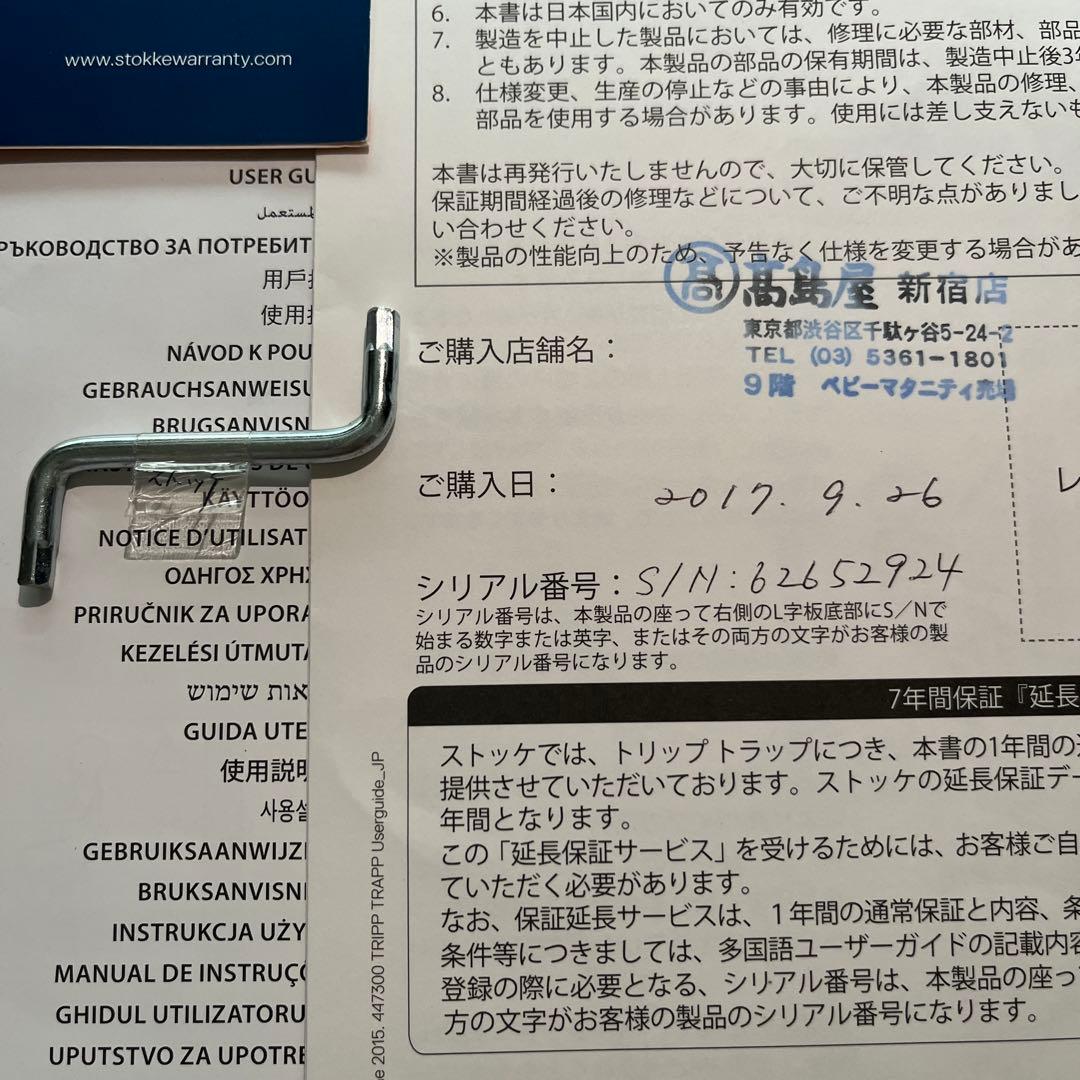 www.stokkewarranty.com
USER GU
РЪКОВОДСТВО ЗА ПОТРЕБИТ
用戶
使用
NÁVOD K POU
GEBRAUCHSANWEISU
BRUGSANVISN
ストッケ
KÄYTTÖO
NOTICE D'UTILISAT
ΟΔΗΓΟΣ ΧΡΗ
PRIRUČNIK ZA UPORA
KEZELÉSI ÚTMUTA
אות שימוש
GUIDA UTE
使用説明
사용설
GEBRUIKSAANWIJZI
BRUKSANVISNI
INSTRUKCJA UŻY
MANUAL DE INSTRUÇÕ
GHIDUL UTILIZATORU
UPUTSTVO ZA UPOTRE
6. 本書は日本国内においてのみ有効です。
7. 製造を中止した製品においては、修理に必要な部材、部品
ともあります。本製品の部品の保有期間は、製造中止後3年
8. 仕様変更、生産の停止などの事由により、本製品の修理、
部品を使用する場合があります。使用には差し支えないも
本書は再発行いたしませんので、大切に保管してください。
保証期間経過後の修理などについて、ご不明な点がありまし
い合わせください。
※製品の性能向上のため、予告なく仕様を変更する場合があ
髙 髙島屋 新宿店
東京都渋谷区千駄ヶ谷5-24-2
TEL (03) 5361-1801
9階 ベビーマタニティ売場
ご購入店舗名：
ご購入日： 2017. 9. 26
レ
シリアル番号：S/N:62652924
シリアル番号は、本製品の座って右側のL字板底部にS／Nで
始まる数字または英字、またはその両方の文字がお客様の製
品のシリアル番号になります。
7年間保証『延長
ストッケでは、トリップ トラップにつき、本書の1年間の
提供させていただいております。ストッケの延長保証デー
年間となります。
この「延長保証サービス」を受けるためには、お客様ご自
ていただく必要があります。
なお、保証延長サービスは、1年間の通常保証と内容、条
条件等につきましては、多国語ユーザーガイドの記載内容
登録の際に必要となる、シリアル番号は、本製品の座っ
方の文字がお客様の製品のシリアル番号になります。
e 2015. 447300 TRIPP TRAPP Userguide_JP